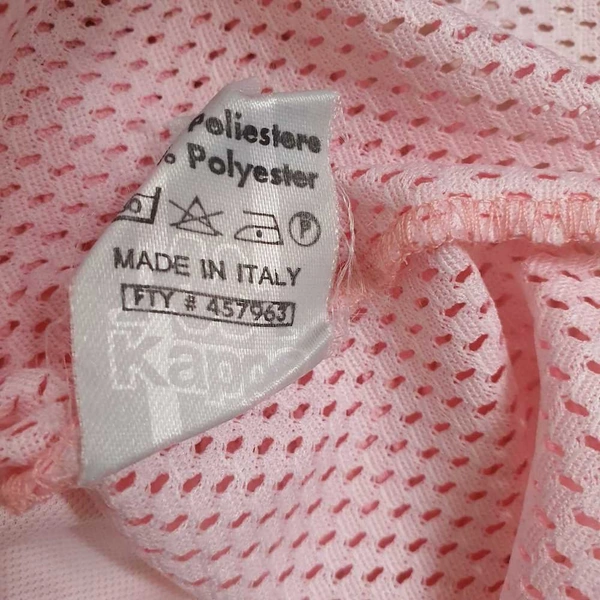 Poliestere
% Polyester
P
MADE IN ITALY
FTY # 457963
Kappa